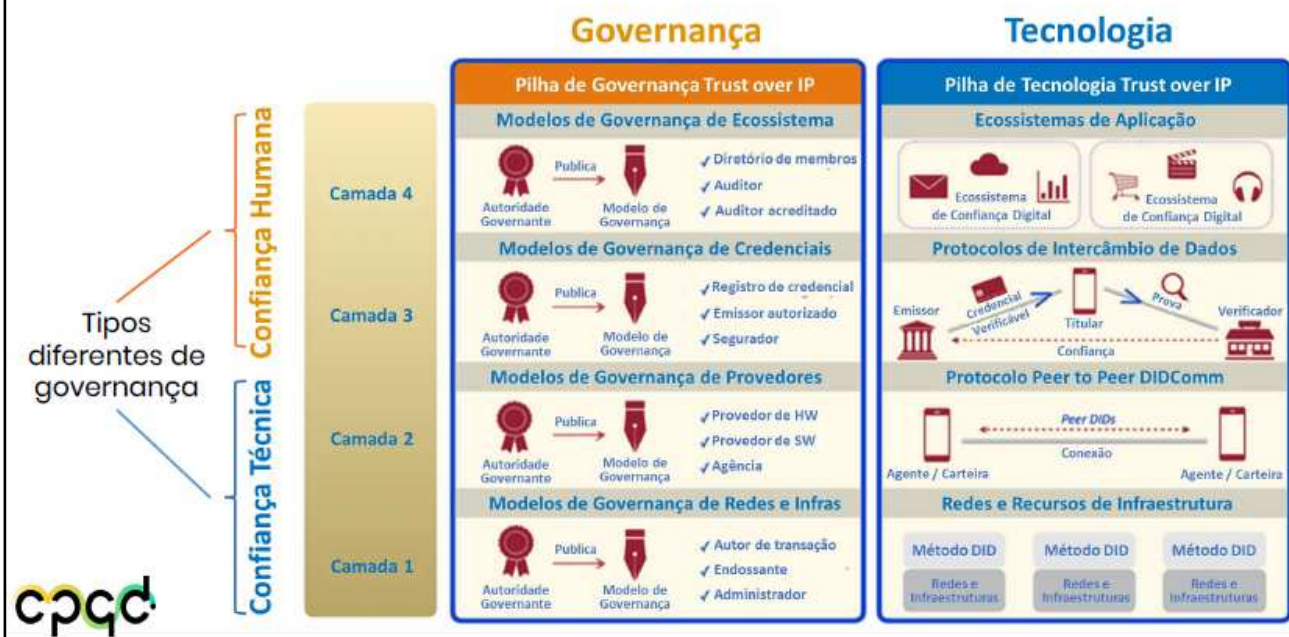 Governança
Tecnologia
Pilha de Governança Trust over IP
Pilha de Tecnologia Trust over IP
Tipos
diferentes de
governança
Confiança Humana
Confiança Técnica
Camada 4
Modelos de Governança de Ecossistema
Publica
Autoridade
Governante
Modelo de
Governança
✓ Diretório de membros
✓ Auditor
✓ Auditor acreditado
Ecossistemas de Aplicação
Ecossistema
de Confiança Digital
Ecossistema
de Confiança Digital
Camada 3
Modelos de Governança de Credenciais
Publica
Autoridade
Governante
Modelo de
Governança
✓ Registro de credencial
✓ Emissor autorizado
✓ Segurador
Protocolos de Intercâmbio de Dados
Emissor
Credencial
Verificável
Titular
Prova
Verificador
Confiança
Camada 2
Modelos de Governança de Provedores
Publica
Autoridade
Governante
Modelo de
Governança
✓ Provedor de HW
✓ Provedor de SW
✓ Agência
Protocolo Peer to Peer DIDComm
Peer DIDs
Conexão
Agente / Carteira
Agente / Carteira
Camada 1
Modelos de Governança de Redes e Infras
Publica
Autoridade
Governante
Modelo de
Governança
✓ Autor de transação
✓ Endossante
✓ Administrador
Redes e Recursos de Infraestrutura
Método DID
Método DID
Método DID
Redes e
Infraestruturas
Redes e
Infraestruturas
Redes e
Infraestruturas
cpqd